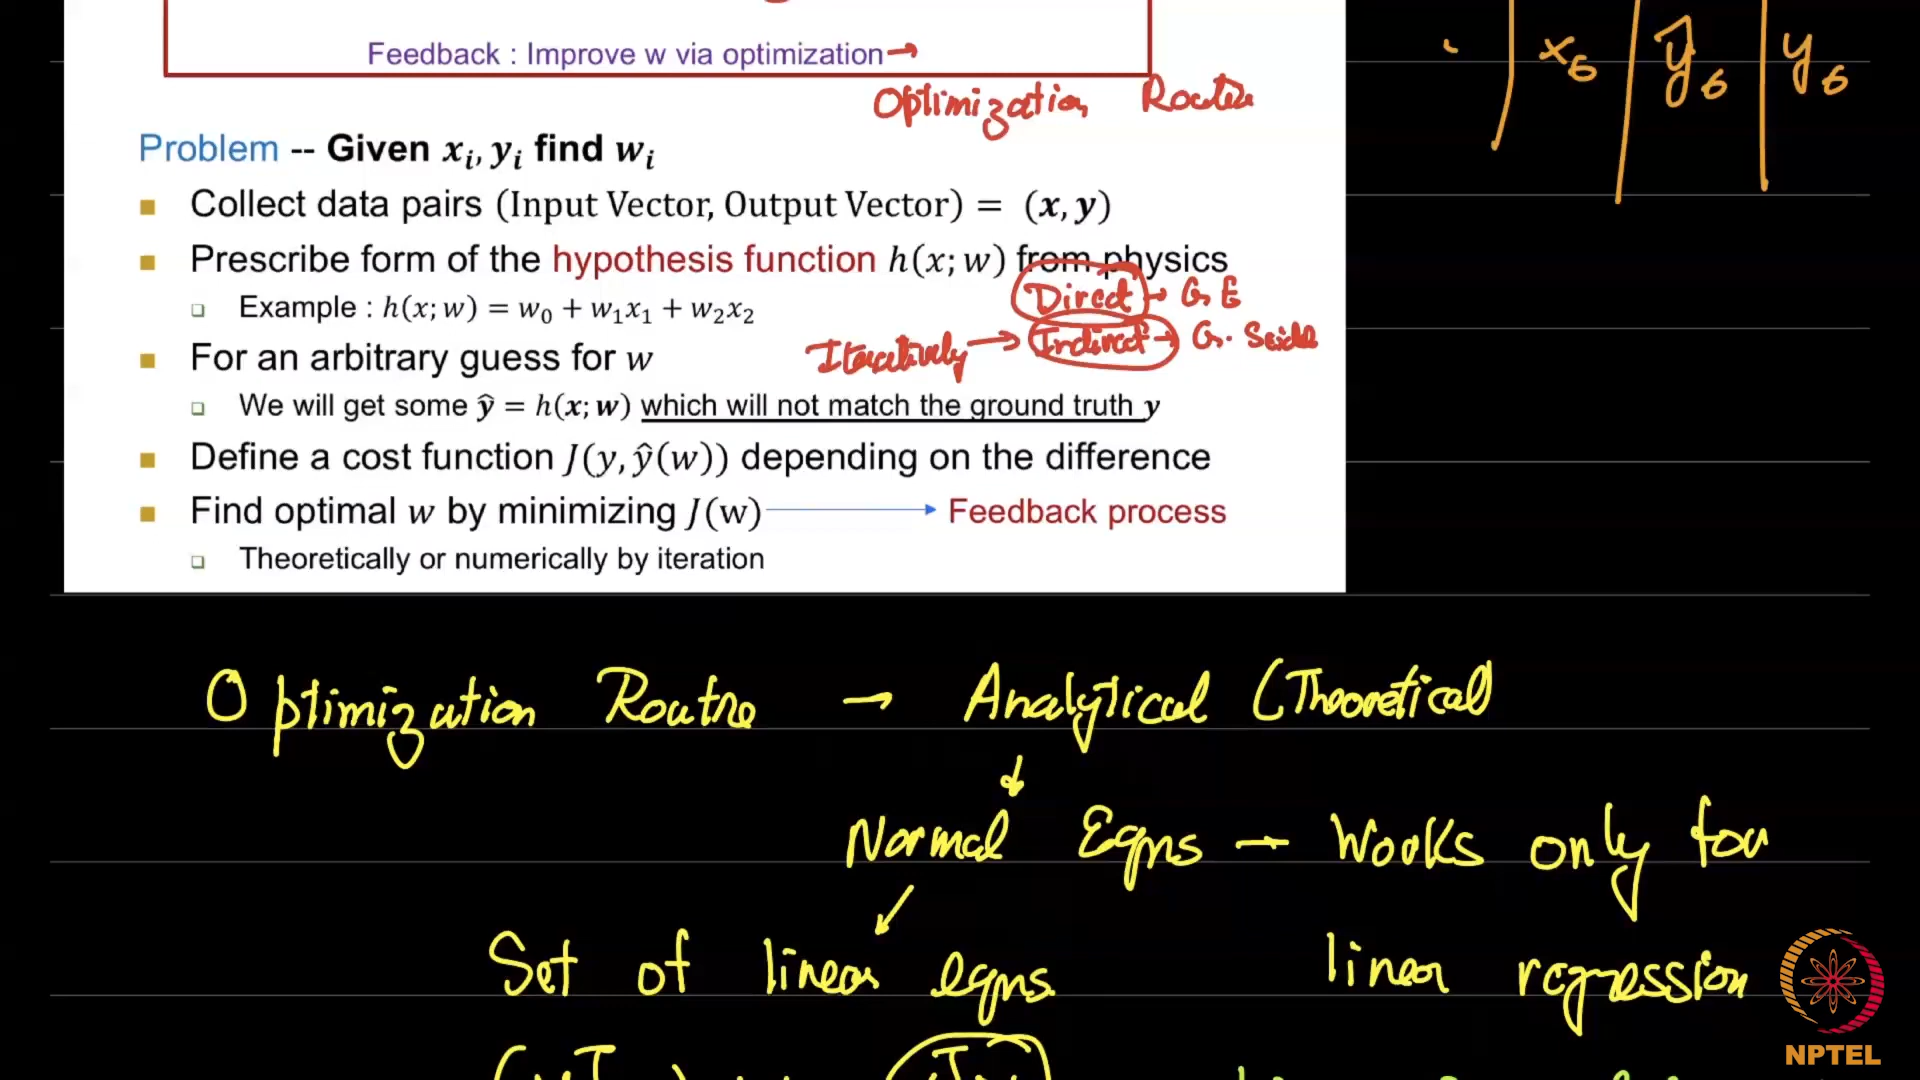 Feedback : Improve w via optimization→
Optimization Routine
x₆ | ŷ₆ | y₆
Problem -- Given xᵢ, yᵢ find wᵢ
■ Collect data pairs (Input Vector, Output Vector) = (x, y)
■ Prescribe form of the hypothesis function h(x; w) from physics
Direct → G.E
❑ Example : h(x; w) = w₀ + w₁x₁ + w₂x₂
Iteratively → Indirect → G. Seidel
■ For an arbitrary guess for w
❑ We will get some ŷ = h(x; w) which will not match the ground truth y
■ Define a cost function J(y, ŷ(w)) depending on the difference
■ Find optimal w by minimizing J(w) → Feedback process
❑ Theoretically or numerically by iteration
Optimization Routine → Analytical (Theoretical
Normal Eqns → Works only for
Set of linear eqns. linear regression
NPTEL